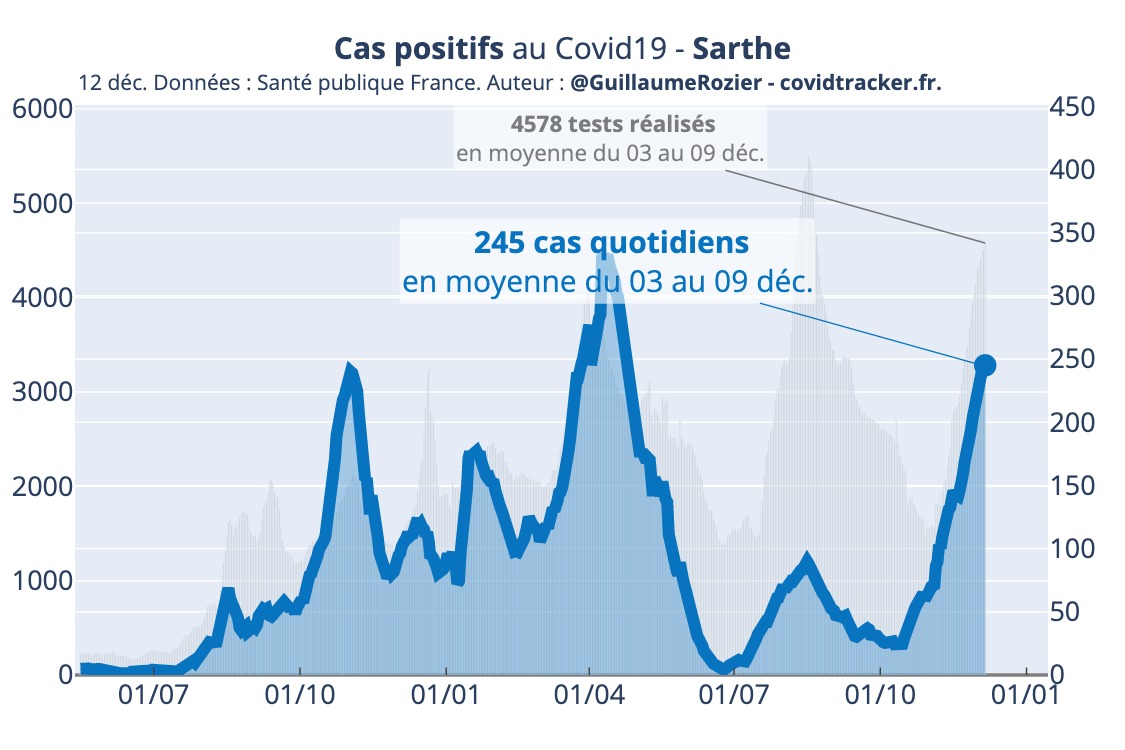 Cas positifs au Covid19 - Sarthe
12 déc. Données : Santé publique France. Auteur : @GuillaumeRozier - covidtracker.fr.
6000
450
4578 tests réalisés
en moyenne du 03 au 09 déc.
400
5000
350
245 cas quotidiens
en moyenne du 03 au 09 déc.
4000
300
250
3000
200
2000
150
1000
100
50
0
0
01/07 01/10 01/01 01/04 01/07 01/10 01/01